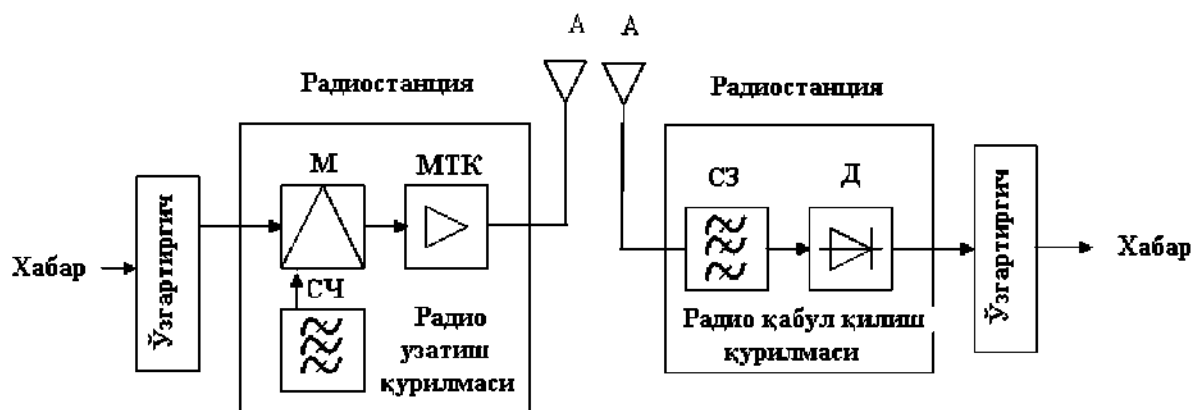 А
А
Радиостанция
Радиостанция
М
МТК
СЗ
Д
Хабар
Ўзгартиргич
СЧ
Радио
узатиш
қурилмаси
Радио қабул қилиш
қурилмаси
Ўзгартиргич
Хабар